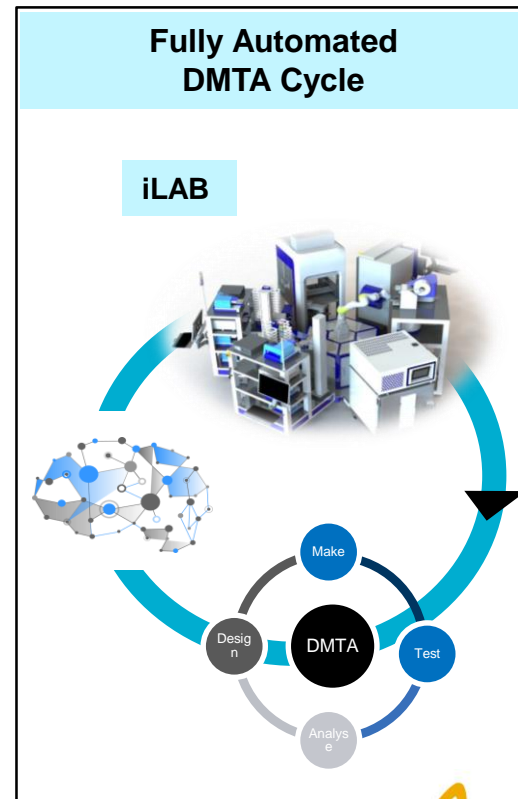 Fully Automated
DMTA Cycle
iLAB
Make
Desig
n
DMTA
Test
Analys
e